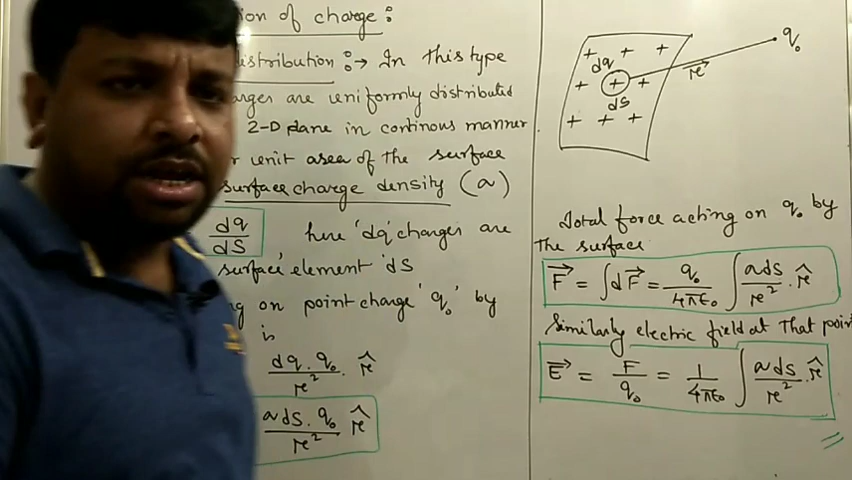 ion of charge :
istribution :→ In this type
arges are uniformly distributed
2-D plane in continous manner
r unit area of the surface
surface charge density (σ)
dq/dS here 'dq' charges are
surface element 'ds
ng on point charge 'q₀' by
is
dq. q₀/r² . r̂
σds. q₀/r² r̂
q₀
+ + +
dq
+ + +
r⃗
ds
+ + +
Total force acting on q₀ by
the surface
F⃗ = ∫dF⃗ = q₀/4πε₀ ∫ σds/r² . r̂
Similarly electric field at that point
E⃗ = F/q₀ = 1/4πε₀ ∫ σds/r² . r̂